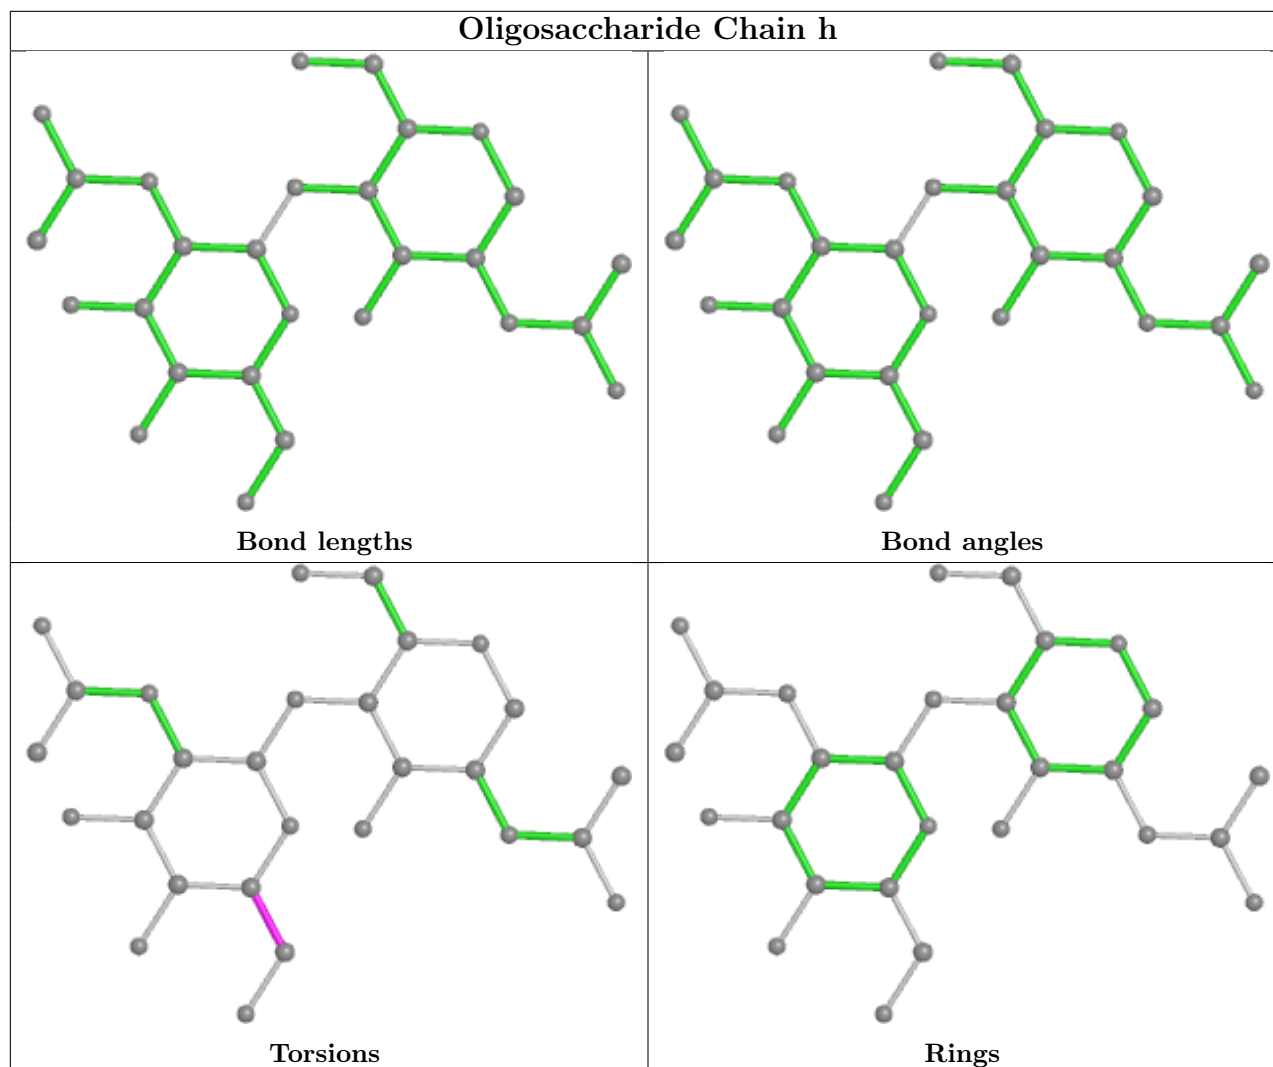 Oligosaccharide Chain h
Bond lengths
Bond angles
Torsions
Rings